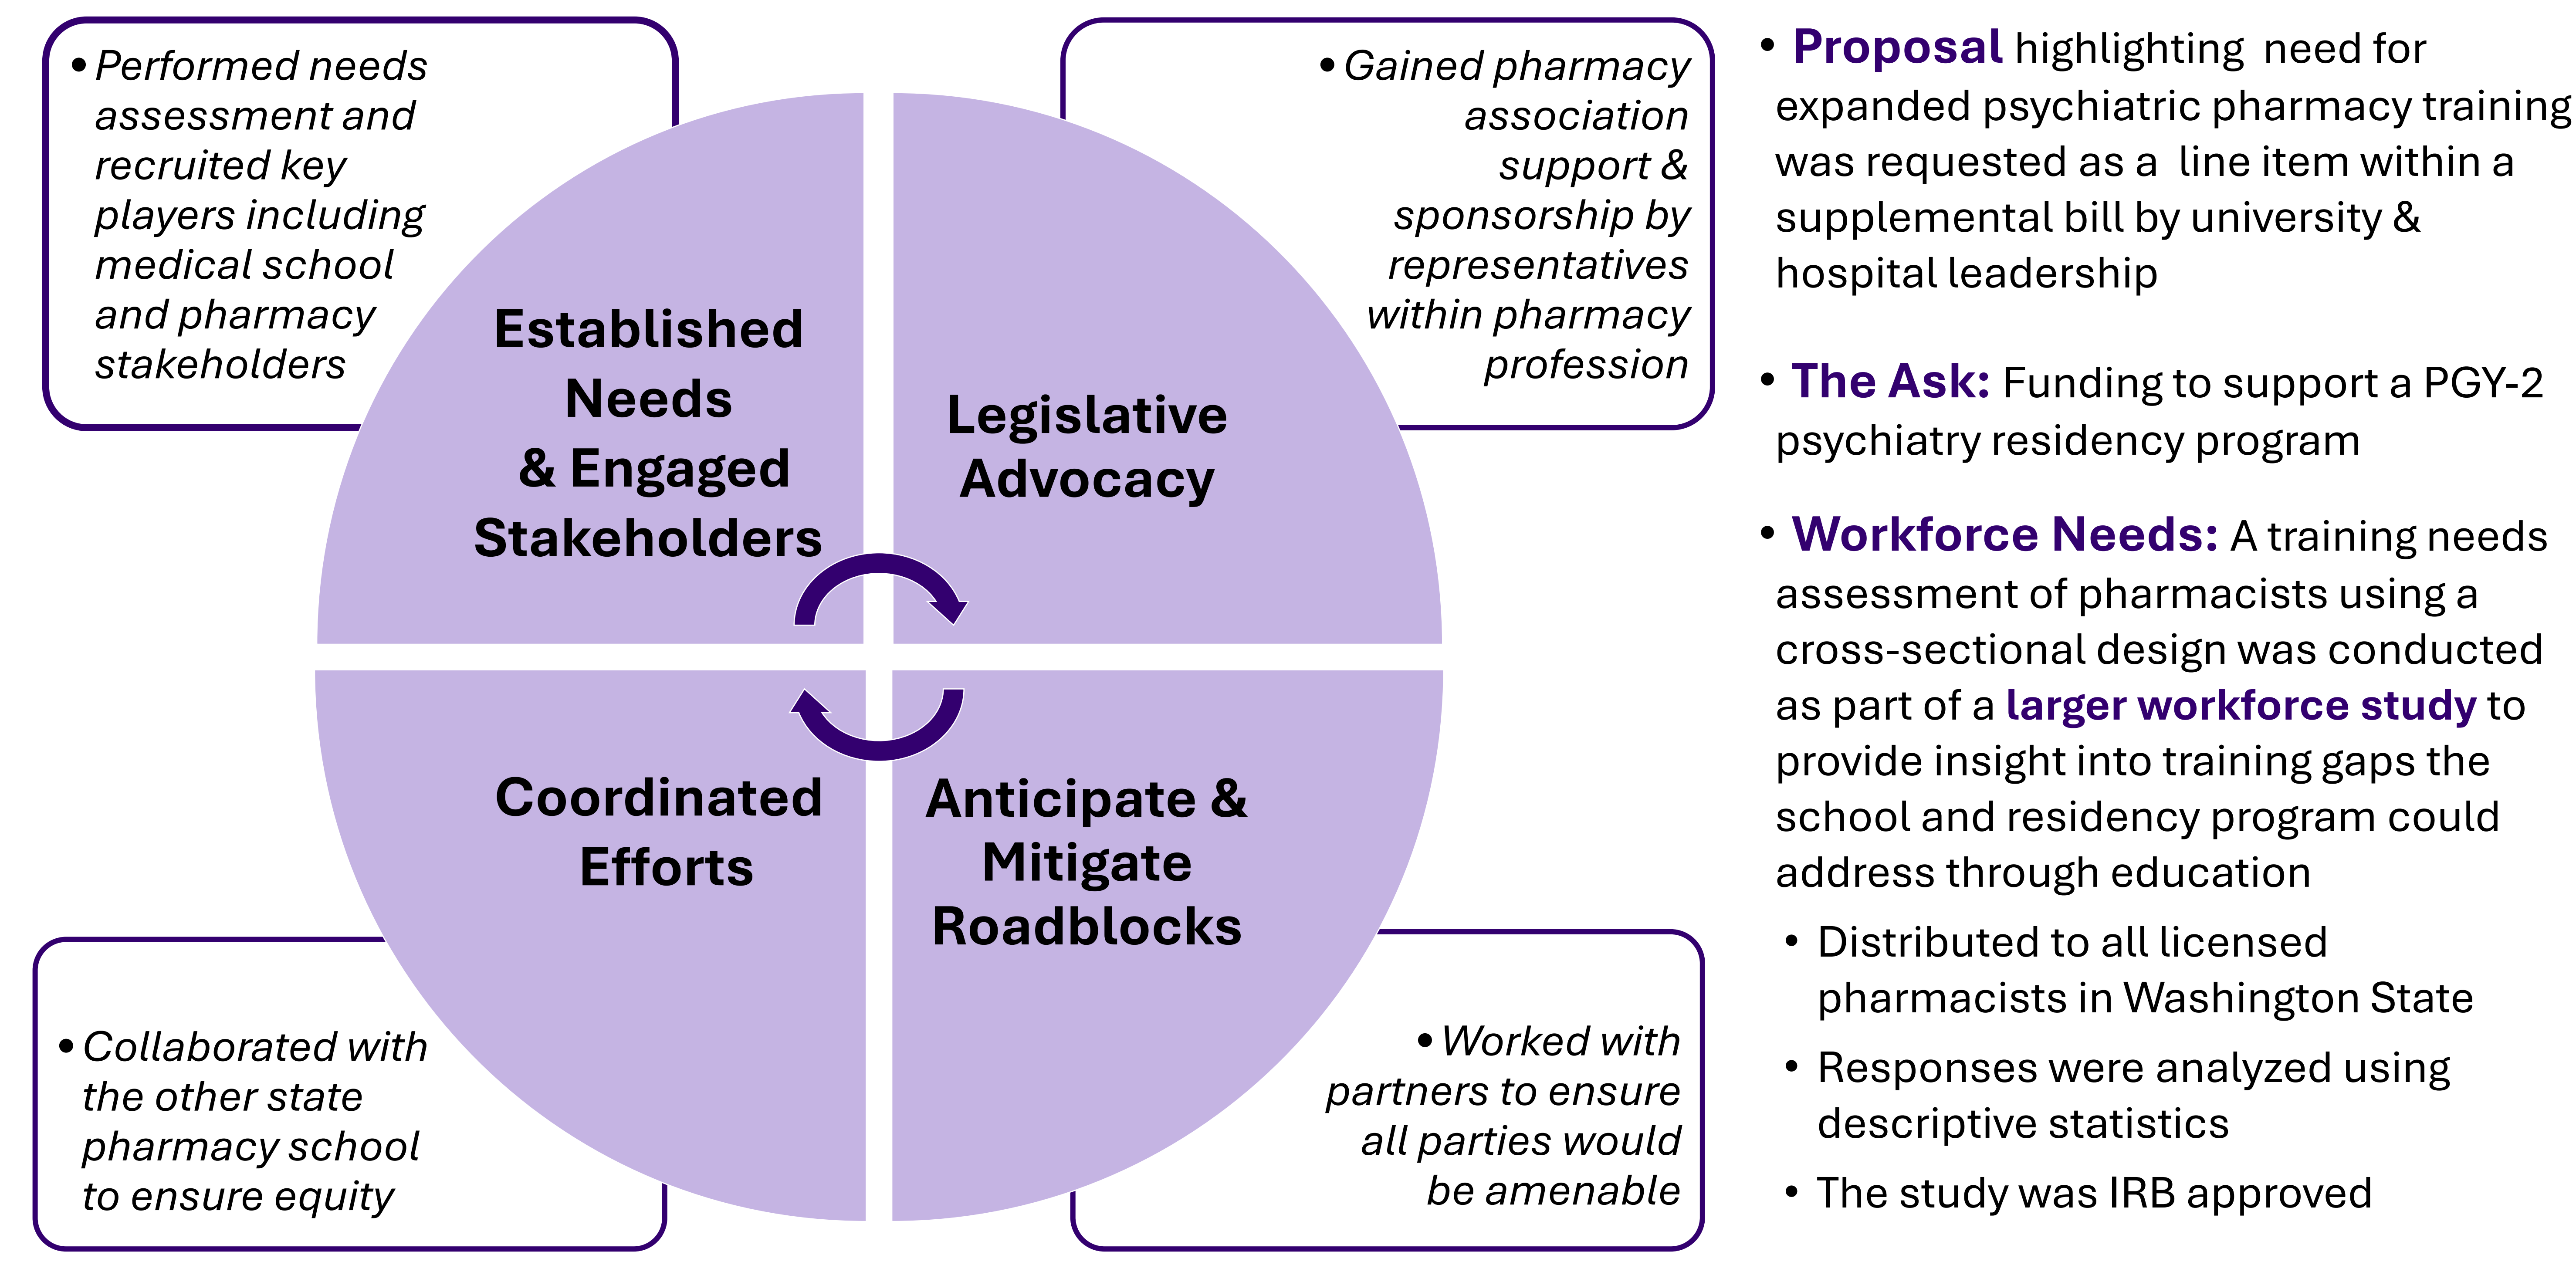 • Performed needs
assessment and
recruited key
players including
medical school
and pharmacy
stakeholders
Established
Needs
& Engaged
Stakeholders
• Gained pharmacy
association
support &
sponsorship by
representatives
within pharmacy
profession
Legislative
Advocacy
Coordinated
Efforts
• Collaborated with
the other state
pharmacy school
to ensure equity
Anticipate &
Mitigate
Roadblocks
• Worked with
partners to ensure
all parties would
be amenable
• Proposal highlighting need for
expanded psychiatric pharmacy training
was requested as a line item within a
supplemental bill by university &
hospital leadership
• The Ask: Funding to support a PGY-2
psychiatry residency program
• Workforce Needs: A training needs
assessment of pharmacists using a
cross-sectional design was conducted
as part of a larger workforce study to
provide insight into training gaps the
school and residency program could
address through education
• Distributed to all licensed
pharmacists in Washington State
• Responses were analyzed using
descriptive statistics
• The study was IRB approved